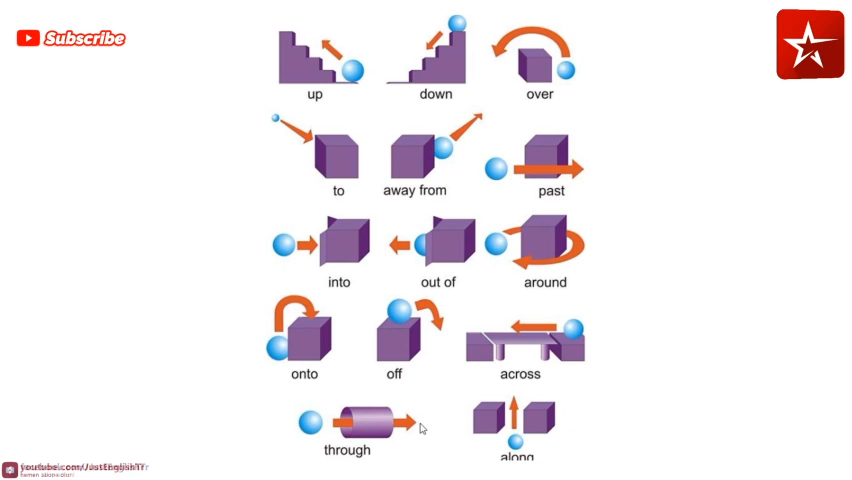 Subscribe
up down over
to away from past
into out of around
onto off across
through along
youtube.com/JustEnglishTr